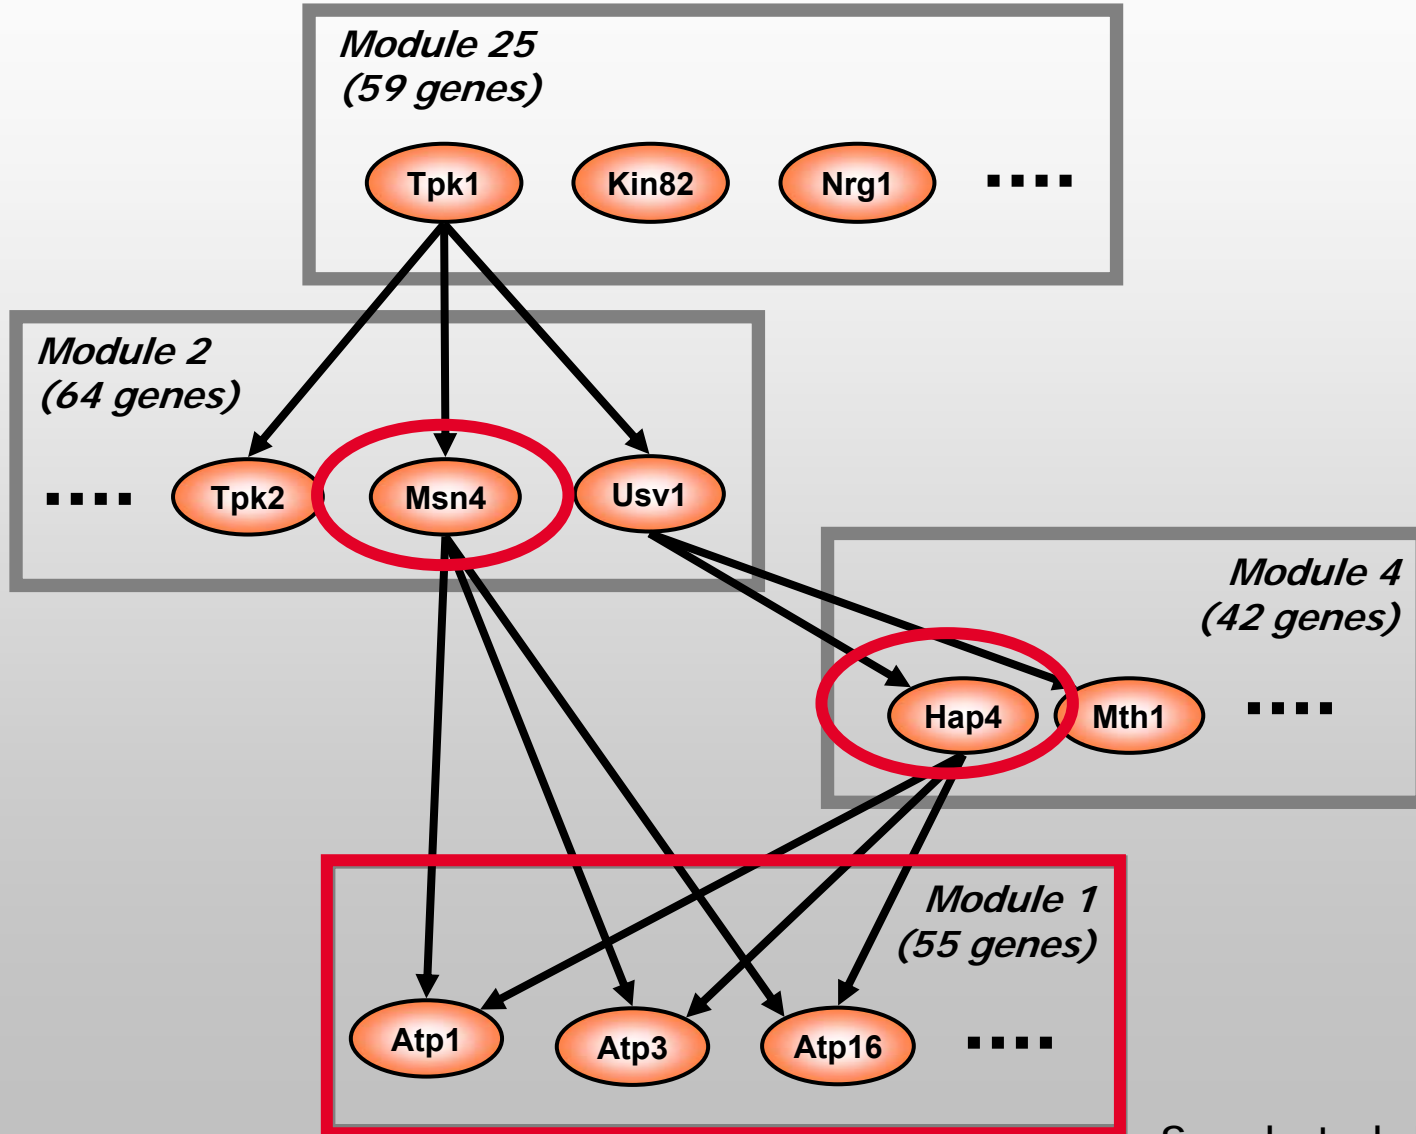 Module 25
(59 genes)
Tpk1 Kin82 Nrg1 ....
Module 2
(64 genes)
.... Tpk2 Msn4 Usv1
Module 4
(42 genes)
Hap4 Mth1 ....
Module 1
(55 genes)
Atp1 Atp3 Atp16 ....